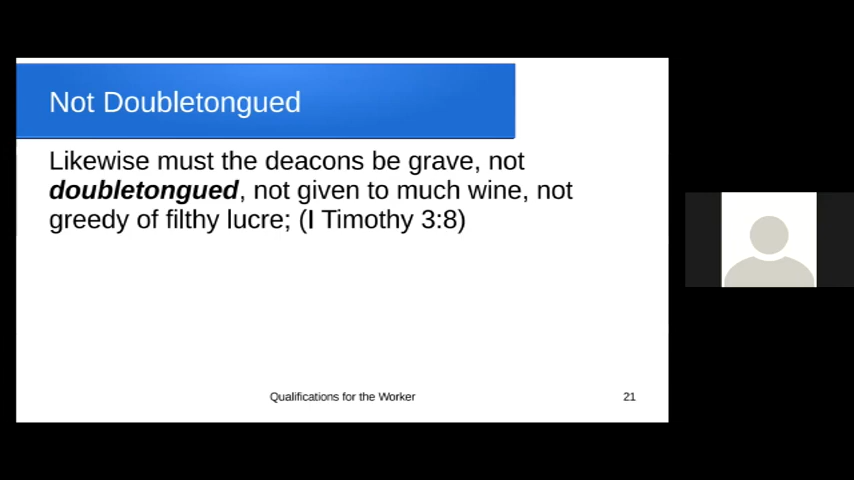 Not Doubletongued
Likewise must the deacons be grave, not
doubletongued, not given to much wine, not
greedy of filthy lucre; (I Timothy 3:8)
Qualifications for the Worker
21